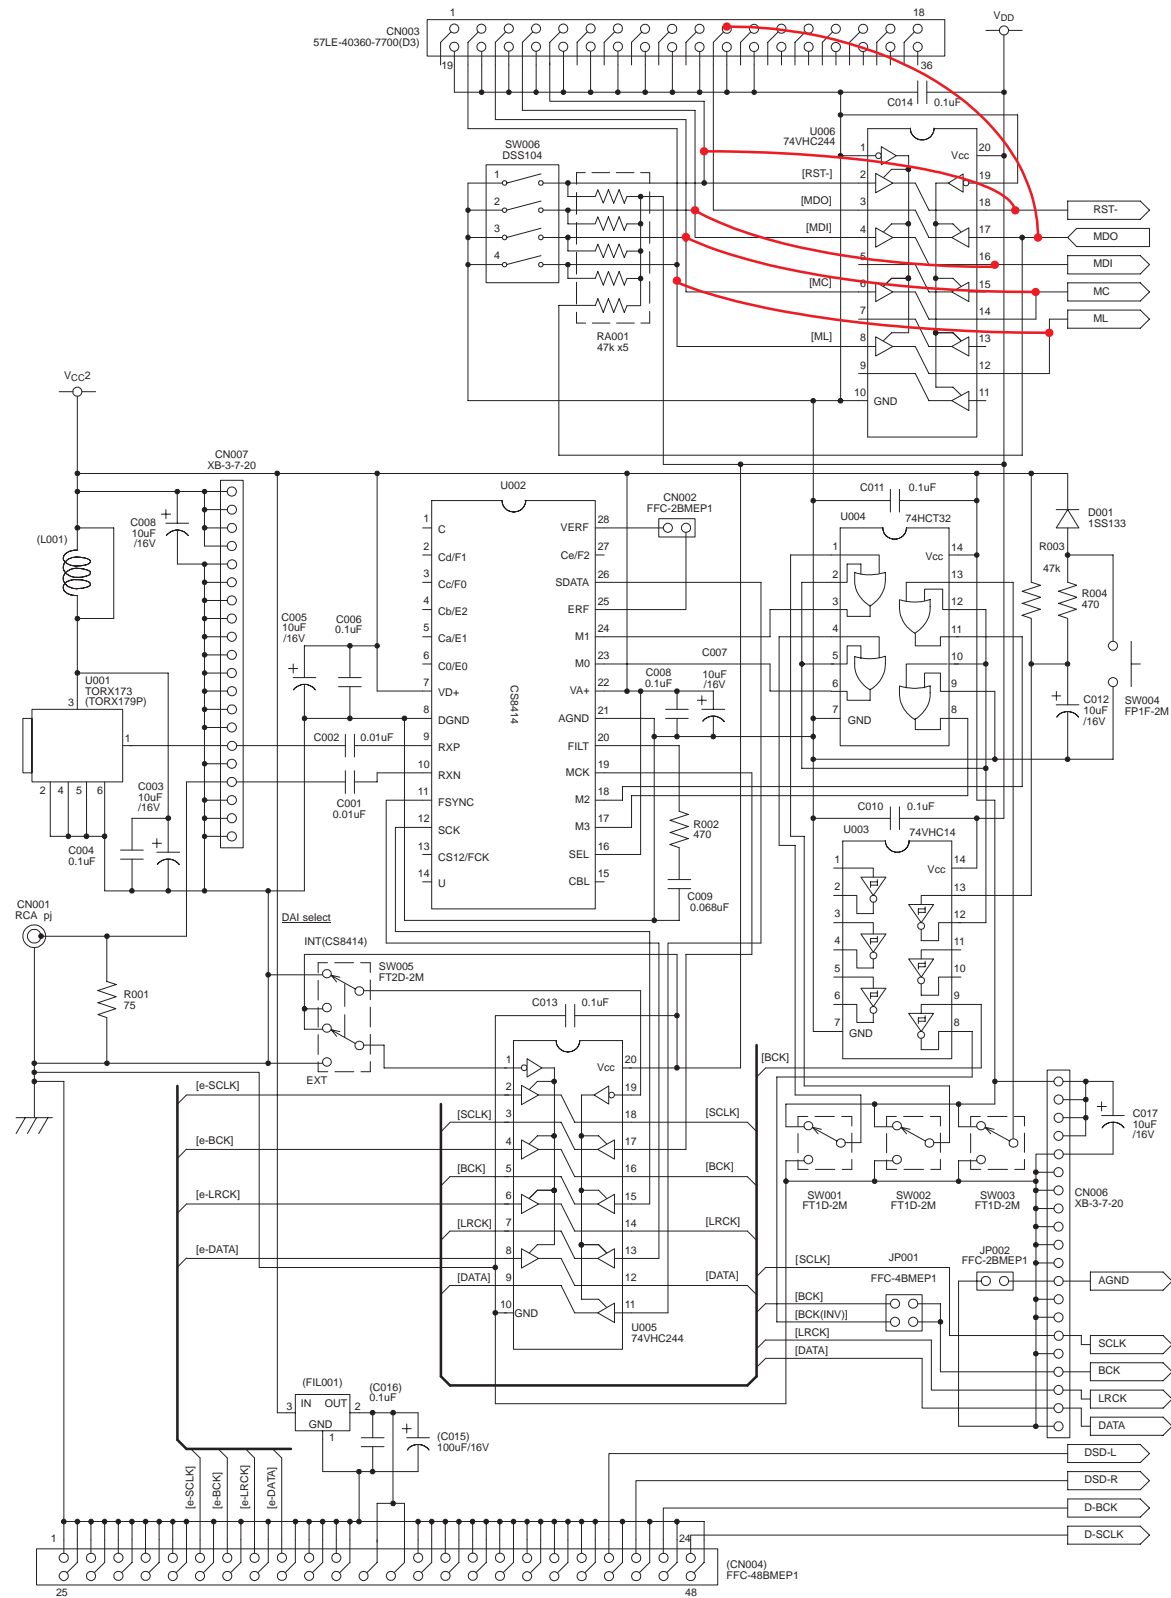 1
18
CN003
57LE-40360-7700(D3)
19
36
VDD
C014
0.1uF
U006
74VHC244
SW006
DSS104
1
2
3
4
RA001
47k x5
[RST-]
[MDO]
[MDI]
[MC]
[ML]
1
2
3
4
5
6
7
8
9
10
GND
Vcc
20
19
18
17
16
15
14
13
12
11
RST-
MDO
MDI
MC
ML
VCC2
CN007
XB-3-7-20
C008
10uF
/16V
(L001)
U001
TORX173
(TORX179P)
3
1
2
4
5
6
C003
10uF
/16V
C004
0.1uF
C005
10uF
/16V
C006
0.1uF
C002
0.01uF
C001
0.01uF
U002
CS8414
1
C
2
Cd/F1
3
Cc/F0
4
Cb/E2
5
Ca/E1
6
C0/E0
7
VD+
8
DGND
9
RXP
10
RXN
11
FSYNC
12
SCK
13
CS12/FCK
14
U
VERF
28
Ce/F2
27
SDATA
26
ERF
25
M1
24
M0
23
VA+
22
AGND
21
FILT
20
MCK
19
M2
18
M3
17
SEL
16
CBL
15
CN002
FFC-2BMEP1
C007
C008
0.1uF
10uF
/16V
R002
470
C009
0.068uF
C011
0.1uF
U004
74HCT32
1
2
3
4
5
6
7
GND
Vcc
14
13
12
11
10
9
8
D001
1SS133
R003
47k
R004
470
C012
10uF
/16V
SW004
FP1F-2M
C010
0.1uF
U003
74VHC14
1
2
3
4
5
6
7
GND
Vcc
14
13
12
11
10
9
8
CN001
RCA pj
R001
75
DAI select
INT(CS8414)
SW005
FT2D-2M
EXT
C013
0.1uF
1
2
3
4
5
6
7
8
9
10
GND
Vcc
20
19
18
17
16
15
14
13
12
11
U005
74VHC244
[e-SCLK]
[e-BCK]
[e-LRCK]
[e-DATA]
[SCLK]
[BCK]
[LRCK]
[DATA]
[SCLK]
[BCK]
[LRCK]
[DATA]
[BCK]
SW001
FT1D-2M
SW002
FT1D-2M
SW003
FT1D-2M
C017
10uF
/16V
CN006
XB-3-7-20
JP001
FFC-4BMEP1
JP002
FFC-2BMEP1
[SCLK]
[BCK]
[BCK(INV)]
[LRCK]
[DATA]
AGND
SCLK
BCK
LRCK
DATA
DSD-L
DSD-R
D-BCK
D-SCLK
(FIL001)
3
IN
OUT
2
GND
1
(C016)
0.1uF
(C015)
100uF/16V
[e-SCLK]
[e-BCK]
[e-LRCK]
[e-DATA]
1
24
25
48
(CN004)
FFC-48BMEP1